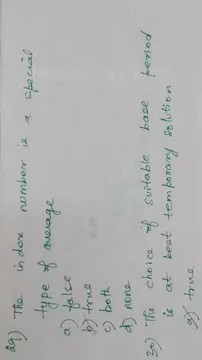 29) The index number is a special
type of average
a) false
b) true
c) both
d) none
30) The choice of suitable base period
is at best temporary solution
a) true